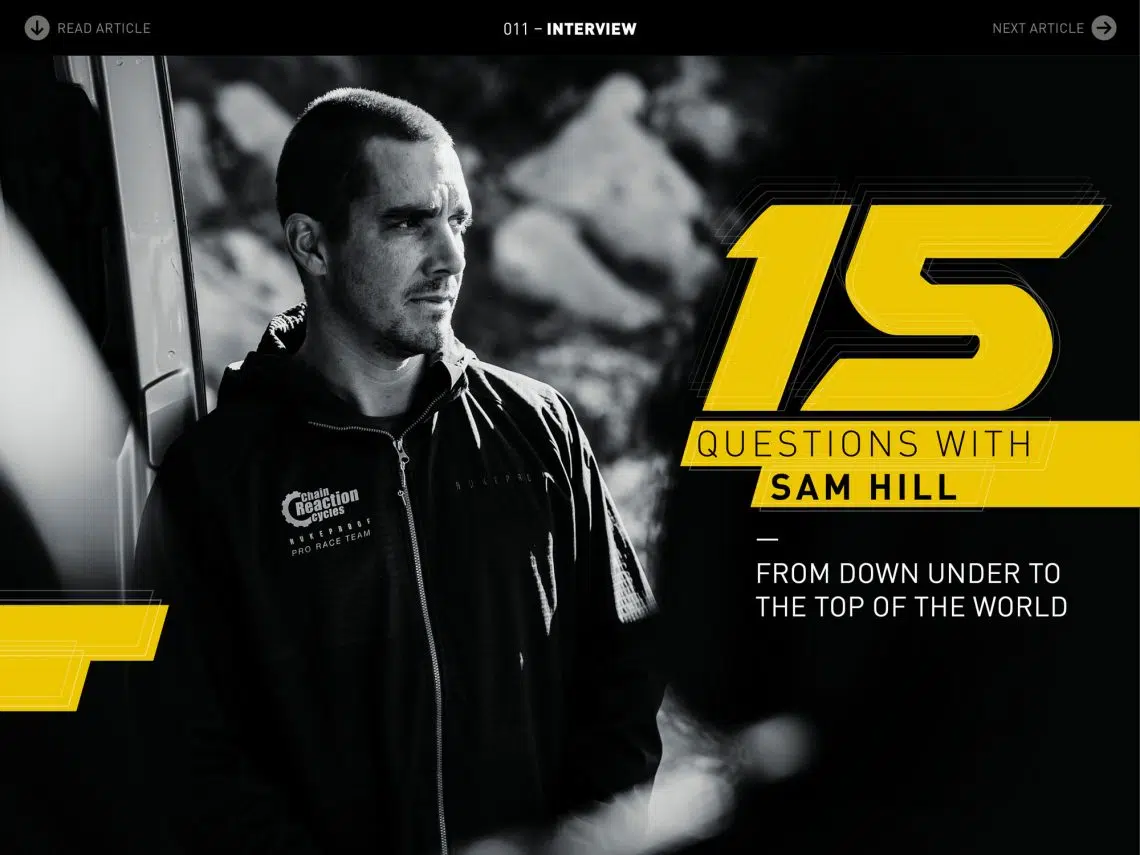 READ ARTICLE
011 – INTERVIEW
NEXT ARTICLE
15
QUESTIONS WITH
SAM HILL
—
FROM DOWN UNDER TO
THE TOP OF THE WORLD
Chain
Reaction
cycles
NUKEPROOF
PRO RACE TEAM